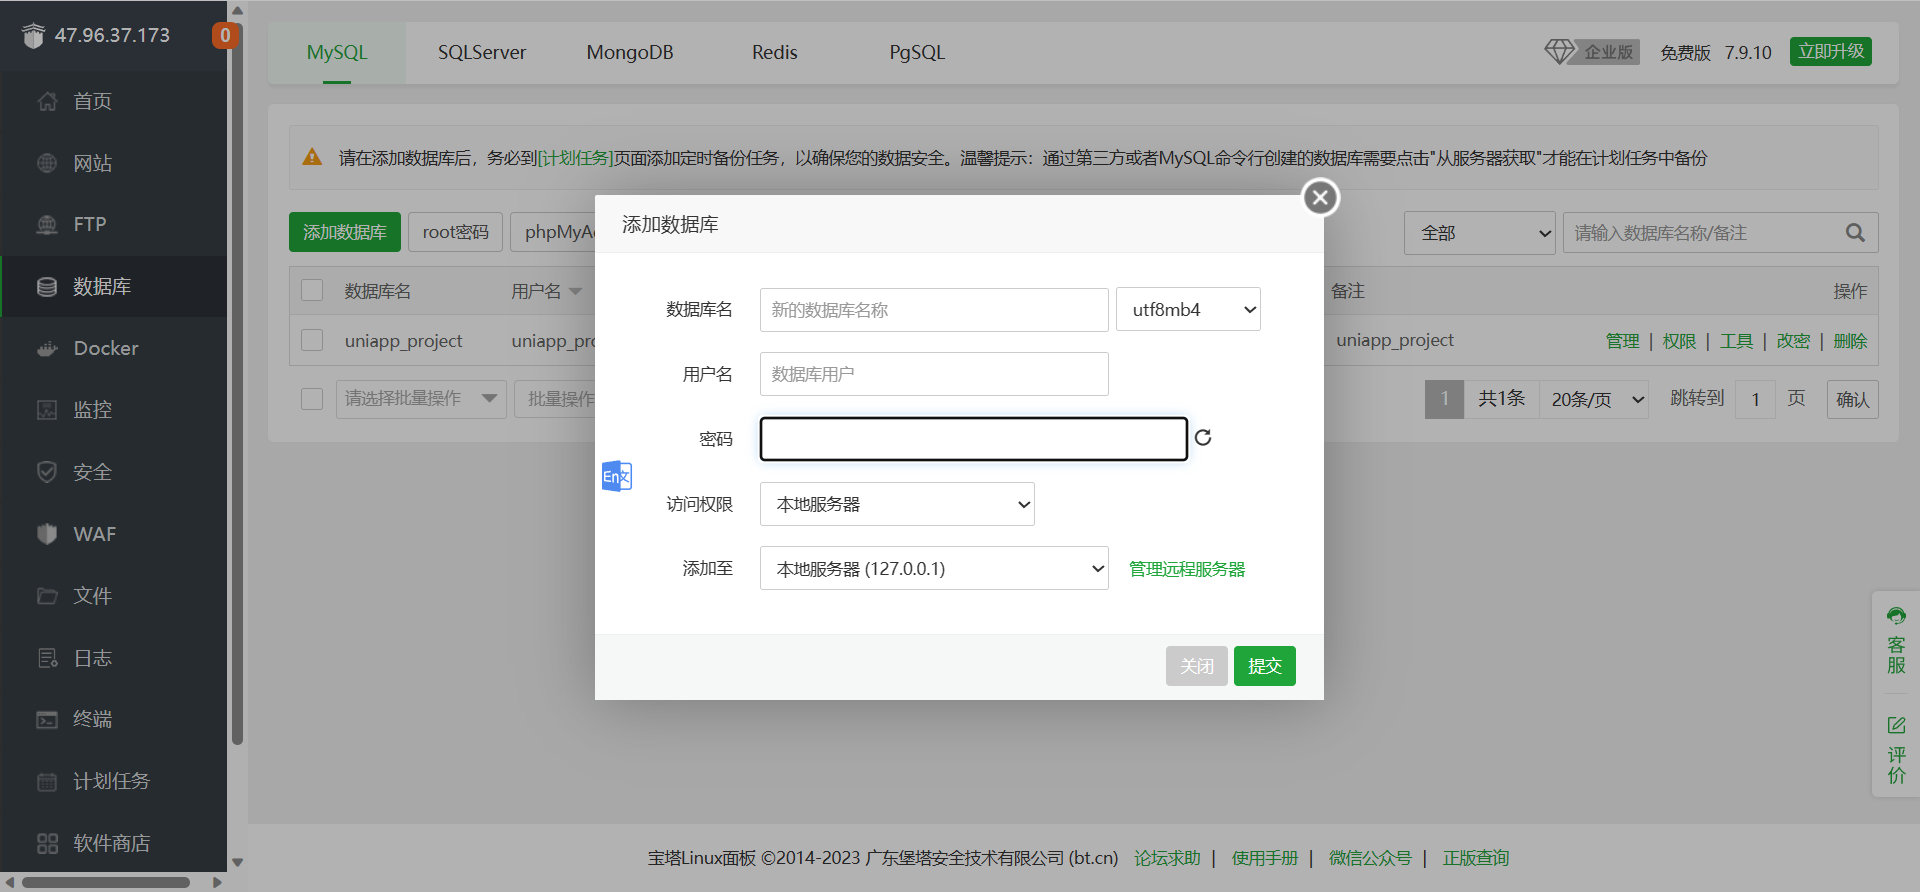 47.96.37.173
0
首页
网站
FTP
数据库
Docker
监控
安全
WAF
文件
日志
终端
计划任务
软件商店
MySQL SQLServer MongoDB Redis PgSQL 企业版 免费版 7.9.10 立即升级
请在添加数据库后，务必到[计划任务]页面添加定时备份任务，以确保您的数据安全。温馨提示：通过第三方或者MySQL命令行创建的数据库需要点击"从服务器获取"才能在计划任务中备份
添加数据库 root密码 phpMyA 全部 请输入数据库名称/备注
数据库名 用户名 备注 操作
uniapp_project uniapp_pro uniapp_project 管理 | 权限 | 工具 | 改密 | 删除
请选择批量操作 批量操作 1 共1条 20条/页 跳转到 1 页 确认
添加数据库
数据库名 新的数据库名称 utf8mb4
用户名 数据库用户
密码
En文
访问权限 本地服务器
添加至 本地服务器 (127.0.0.1) 管理远程服务器
关闭 提交
客服
评价
宝塔Linux面板 ©2014-2023 广东堡塔安全技术有限公司 (bt.cn) 论坛求助 | 使用手册 | 微信公众号 | 正版查询